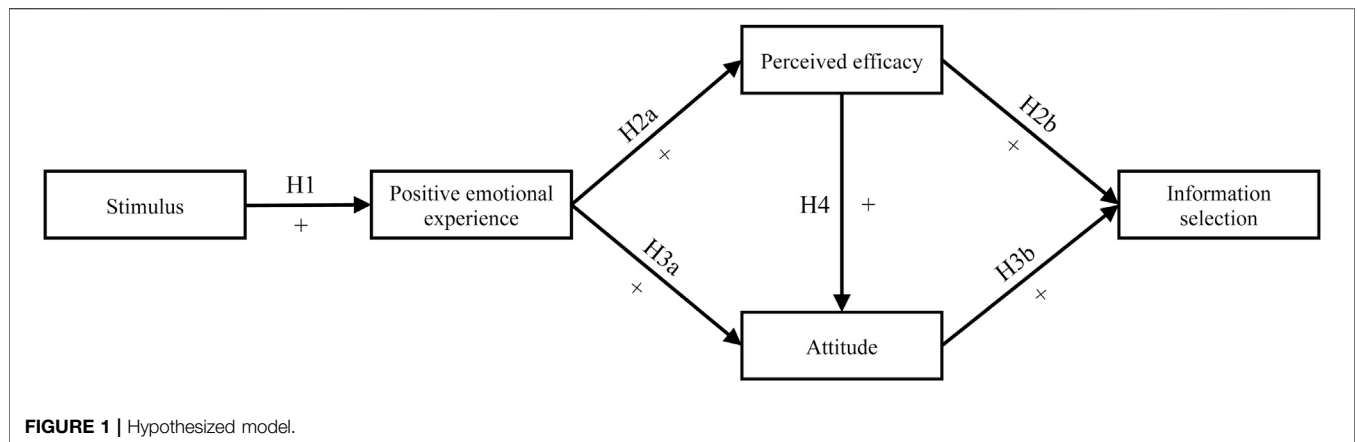 Perceived efficacy
H2a
+
H2b
+
Stimulus
H1
+
Positive emotional
experience
H4
+
Information
selection
H3a
+
H3b
+
Attitude
FIGURE 1 | Hypothesized model.